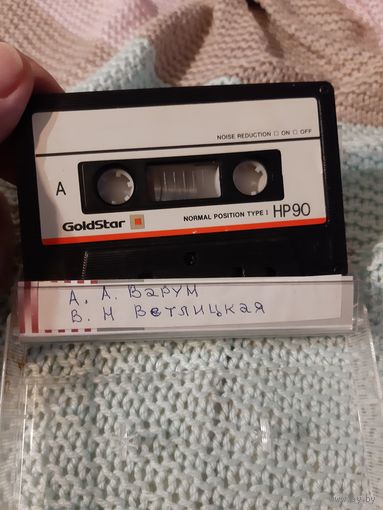 NOISE REDUCTION □ ON □ OFF
A
GoldStar
NORMAL POSITION TYPE I HP90
А. А. ВАРУМ
В. Н ВЕТЛИЦКАЯ